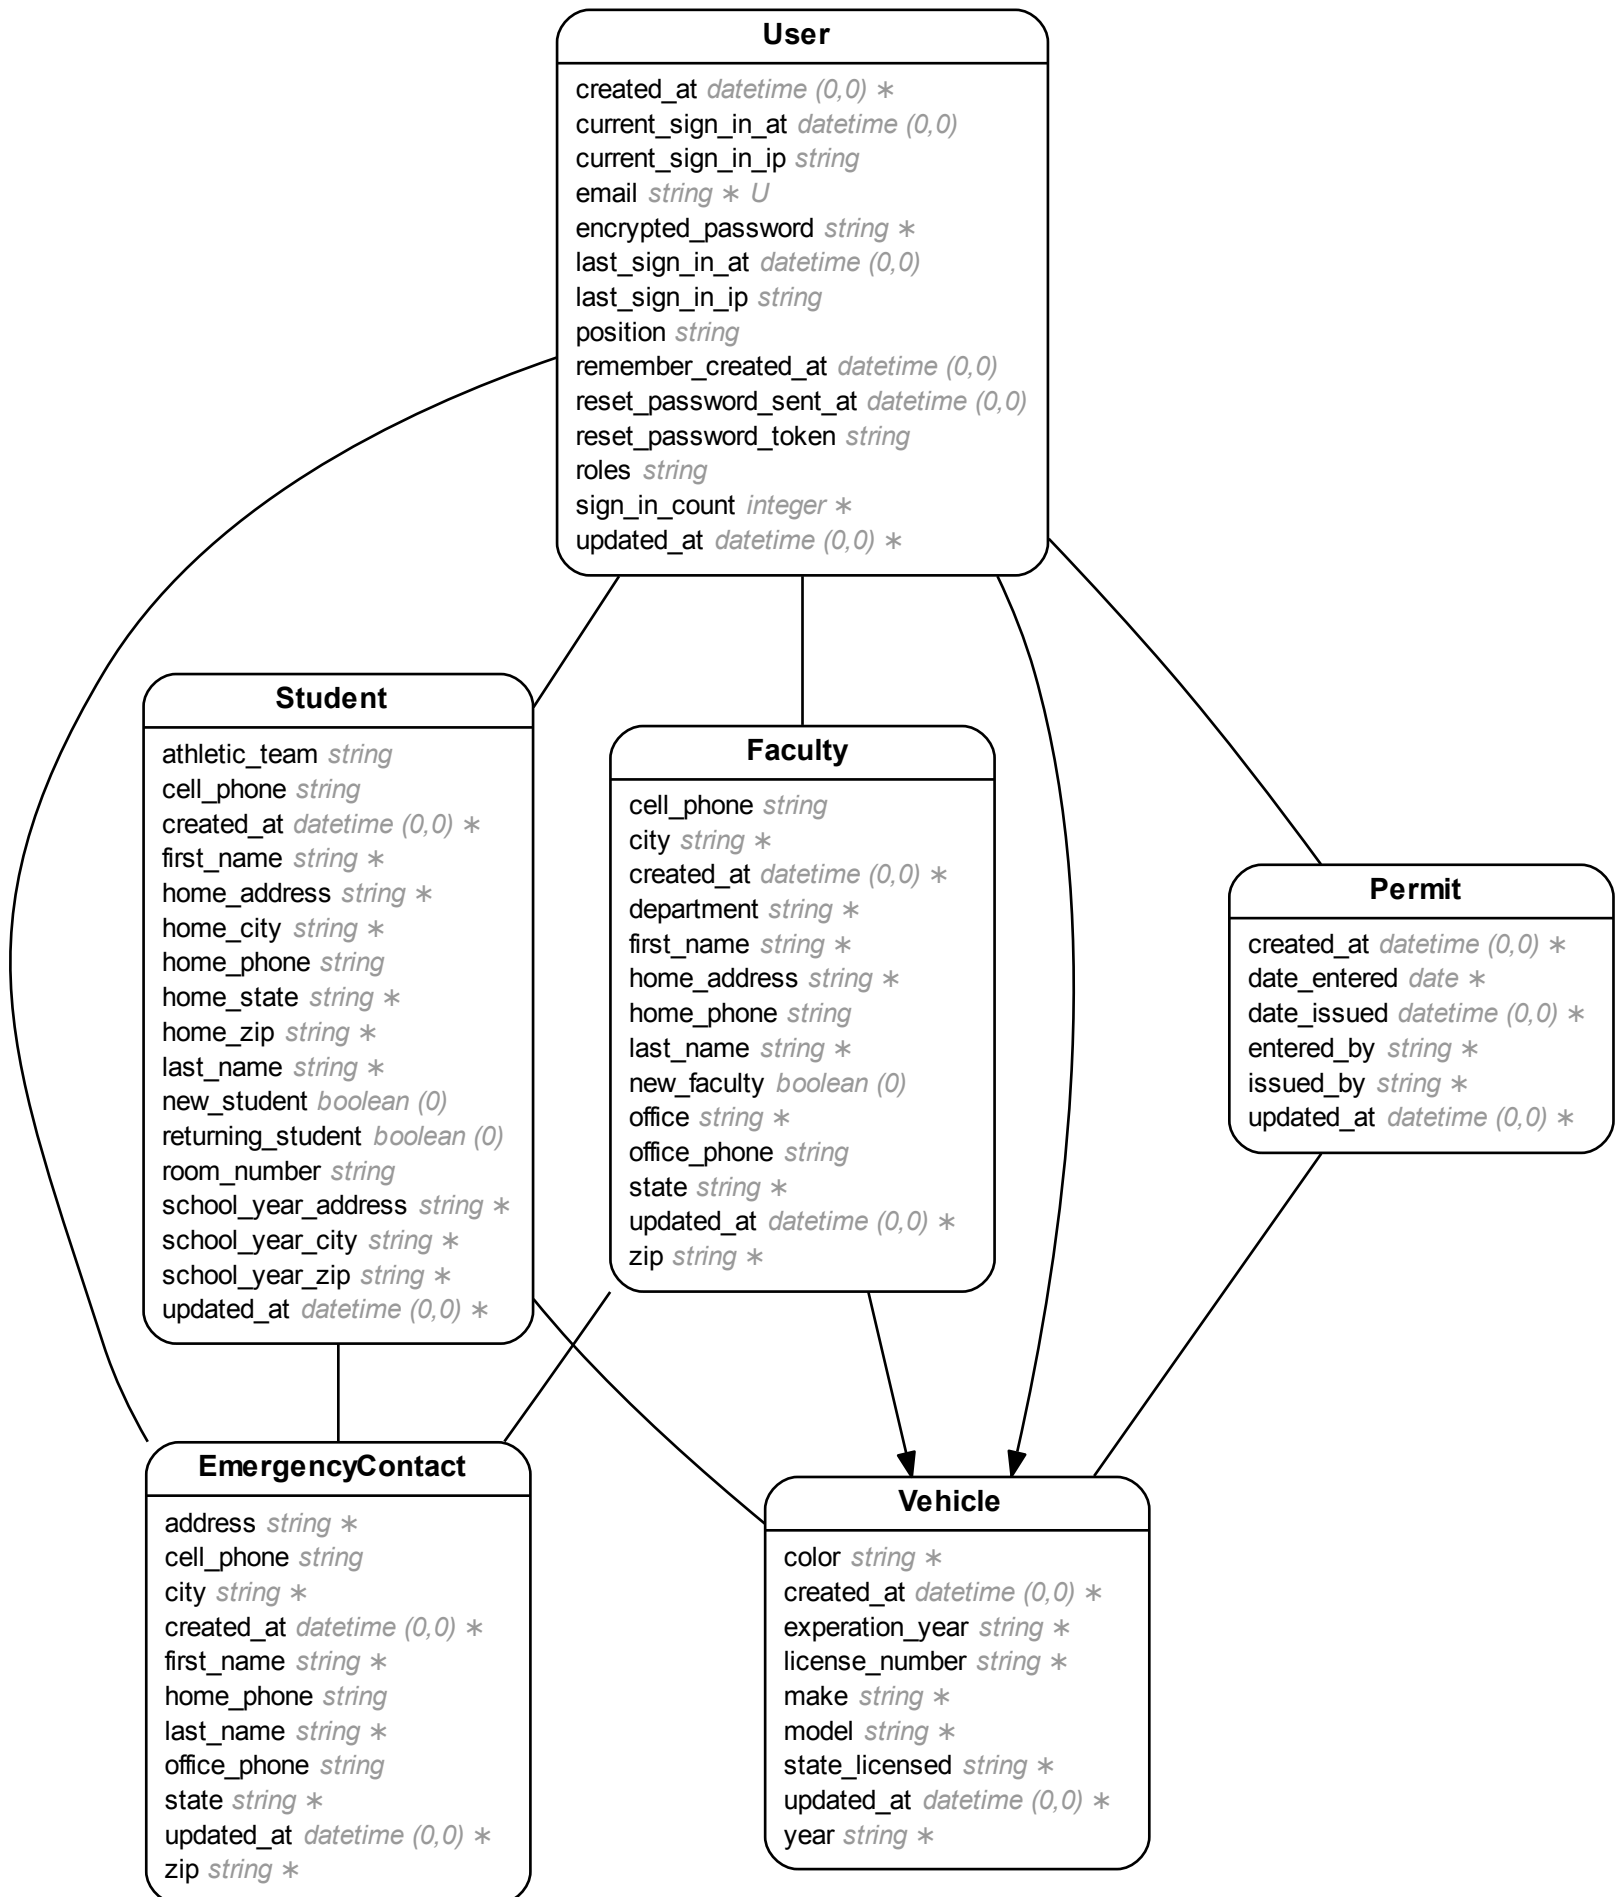 User
created_at datetime (0,0) ∗
current_sign_in_at datetime (0,0)
current_sign_in_ip string
email string ∗ U
encrypted_password string ∗
last_sign_in_at datetime (0,0)
last_sign_in_ip string
position string
remember_created_at datetime (0,0)
reset_password_sent_at datetime (0,0)
reset_password_token string
roles string
sign_in_count integer ∗
updated_at datetime (0,0) ∗
Student
athletic_team string
cell_phone string
created_at datetime (0,0) ∗
first_name string ∗
home_address string ∗
home_city string ∗
home_phone string
home_state string ∗
home_zip string ∗
last_name string ∗
new_student boolean (0)
returning_student boolean (0)
room_number string
school_year_address string ∗
school_year_city string ∗
school_year_zip string ∗
updated_at datetime (0,0) ∗
Faculty
cell_phone string
city string ∗
created_at datetime (0,0) ∗
department string ∗
first_name string ∗
home_address string ∗
home_phone string
last_name string ∗
new_faculty boolean (0)
office string ∗
office_phone string
state string ∗
updated_at datetime (0,0) ∗
zip string ∗
Permit
created_at datetime (0,0) ∗
date_entered date ∗
date_issued datetime (0,0) ∗
entered_by string ∗
issued_by string ∗
updated_at datetime (0,0) ∗
EmergencyContact
address string ∗
cell_phone string
city string ∗
created_at datetime (0,0) ∗
first_name string ∗
home_phone string
last_name string ∗
office_phone string
state string ∗
updated_at datetime (0,0) ∗
zip string ∗
Vehicle
color string ∗
created_at datetime (0,0) ∗
experation_year string ∗
license_number string ∗
make string ∗
model string ∗
state_licensed string ∗
updated_at datetime (0,0) ∗
year string ∗